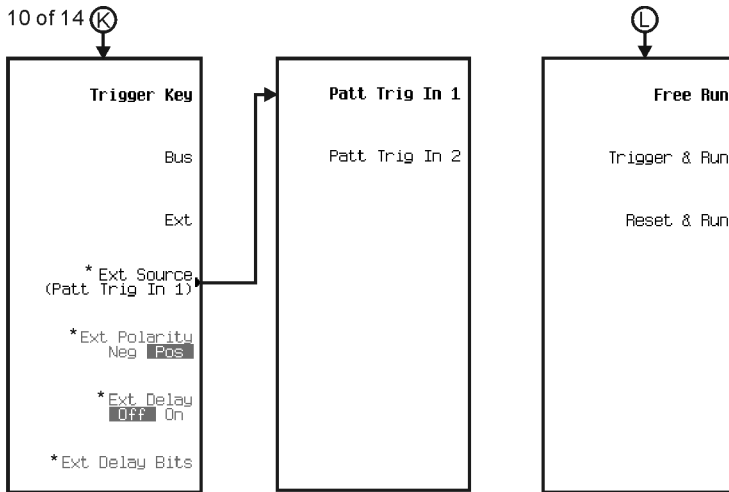 10 of 14 K
Trigger Key
Bus
Ext
* Ext Source
(Patt Trig In 1)
*Ext Polarity
Neg Pos
*Ext Delay
Off On
*Ext Delay Bits
Patt Trig In 1
Patt Trig In 2
L
Free Run
Trigger & Run
Reset & Run